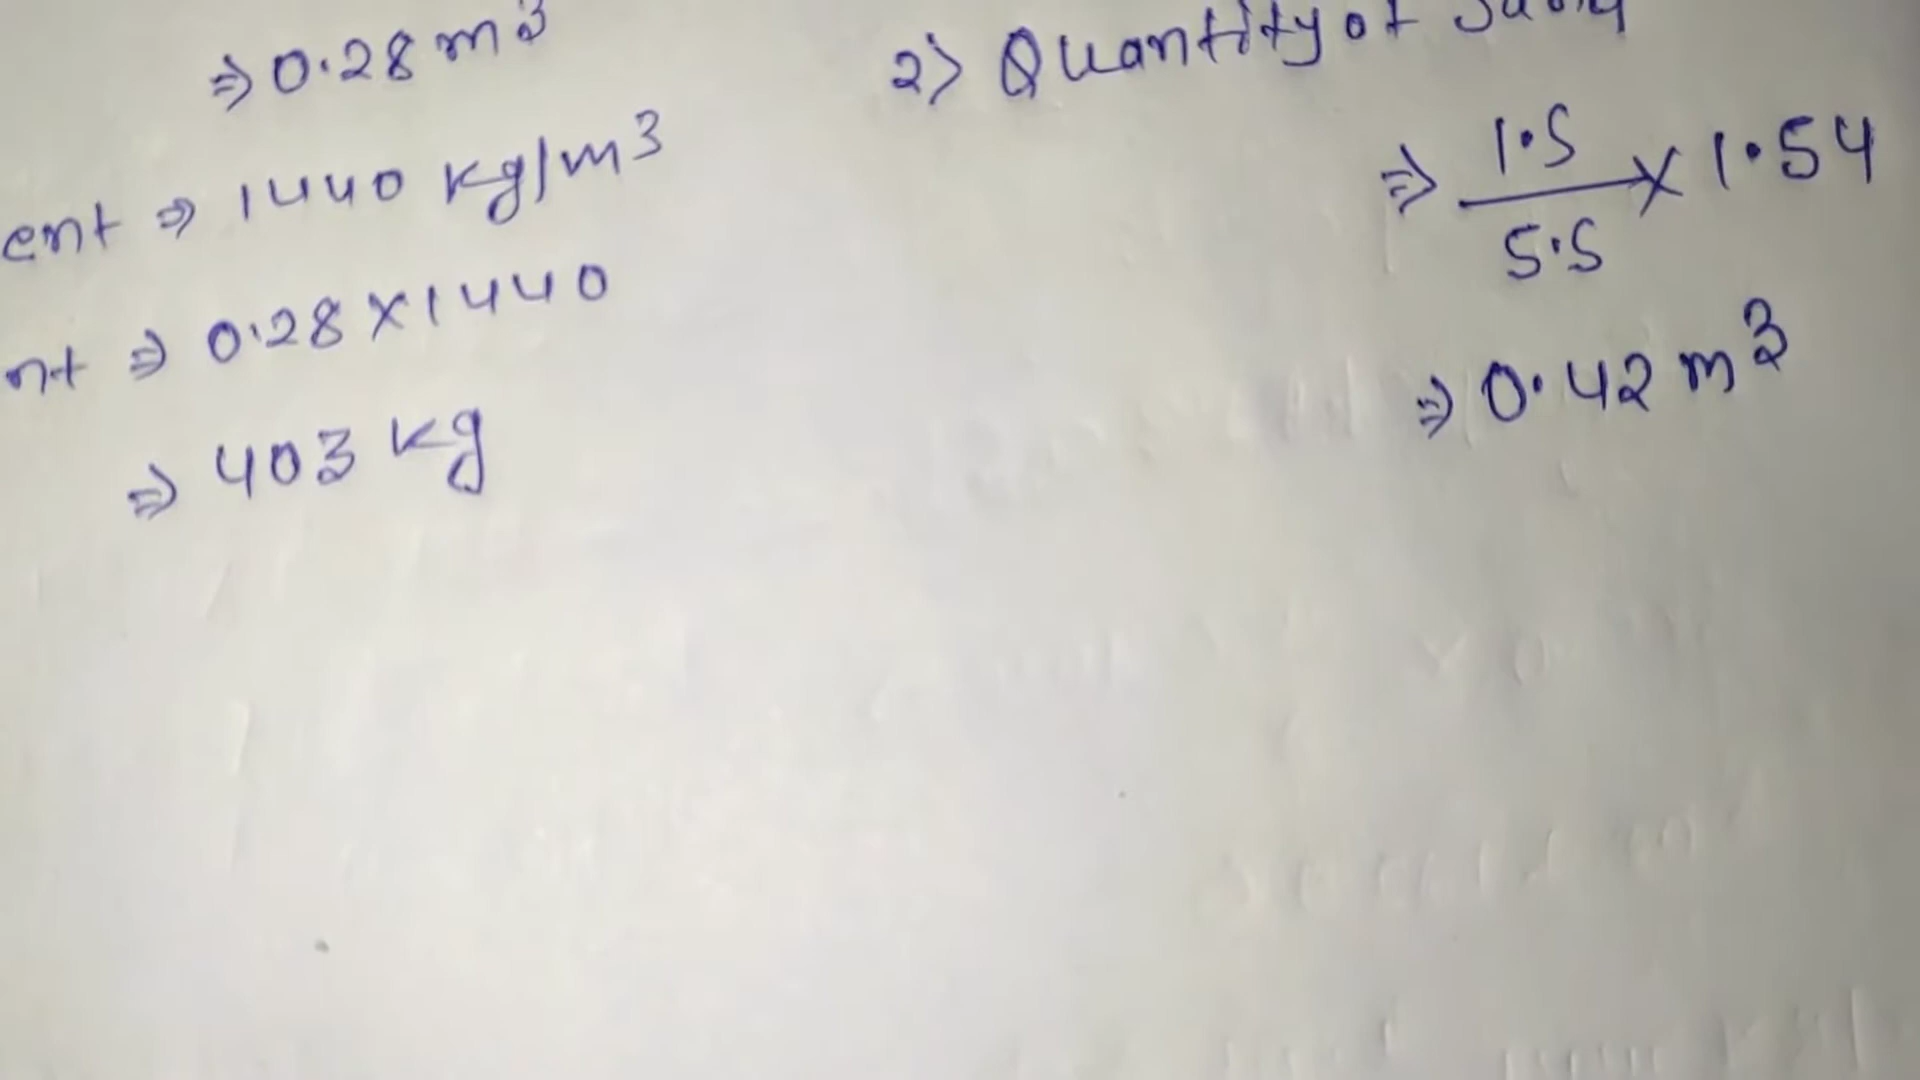 ⇒ 0.28 m³
ent ⇒ 1440 kg/m³
nt ⇒ 0.28 × 1440
⇒ 403 kg
2) Quantity of Sand
⇒ 1.5/5.5 × 1.54
⇒ 0.42 m³